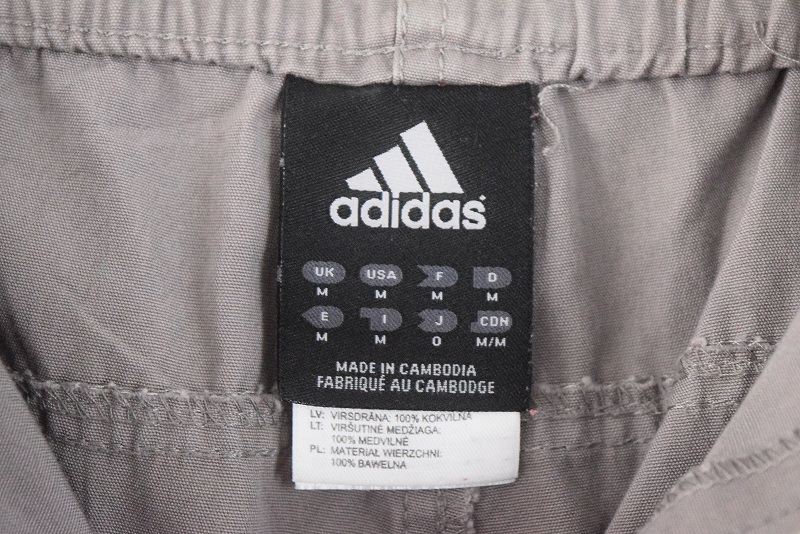 adidas
UK USA F D
M M M M
E I J CDN
M M O M/M
MADE IN CAMBODIA
FABRIQUÉ AU CAMBODGE
LV: VIRSDRĀNA: 100% KOKVILNA
LT: VIRŠUTINĖ MEDŽIAGA:
100% MEDVILNĖ
PL: MATERIAŁ WIERZCHNI:
100% BAWELNA